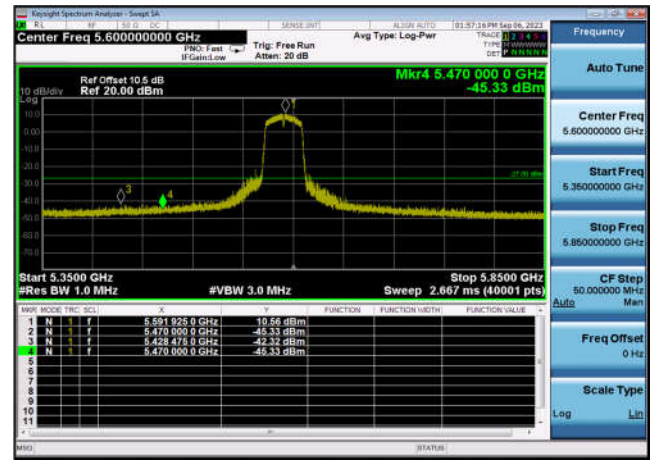 Keysight Spectrum Analyzer - Swept SA
RL RF 50 Ω DC SENSE:INT ALIGN AUTO 01:57:16 PM Sep 06, 2023
Center Freq 5.600000000 GHz
PNO: Fast
IFGain:Low
Trig: Free Run
Atten: 20 dB
Avg Type: Log-Pwr
TRACE 1 2 3 4 5 6
TYPE
DET P N N N N N
Frequency
Ref Offset 10.5 dB
10 dB/div Ref 20.00 dBm
Log
Mkr4 5.470 000 0 GHz
-45.33 dBm
Auto Tune
10.0
0.00
-10.0
-20.0
-30.0
-40.0
-50.0
-60.0
-70.0
1
3
4
Center Freq
5.600000000 GHz
Start Freq
5.350000000 GHz
Stop Freq
5.850000000 GHz
Start 5.3500 GHz Stop 5.8500 GHz
#Res BW 1.0 MHz #VBW 3.0 MHz Sweep 2.667 ms (40001 pts)
CF Step
50.000000 MHz
Auto Man
MKR MODE TRC SCL X Y FUNCTION FUNCTION WIDTH FUNCTION VALUE
1 N 1 f 5.591 925 0 GHz 10.56 dBm
2 N 1 f 5.470 000 0 GHz -45.33 dBm
3 N 1 f 5.428 475 0 GHz -42.32 dBm
4 N 1 f 5.470 000 0 GHz -45.33 dBm
5
6
7
8
9
10
11
Freq Offset
0 Hz
Scale Type
Log Lin
MSG STATUS